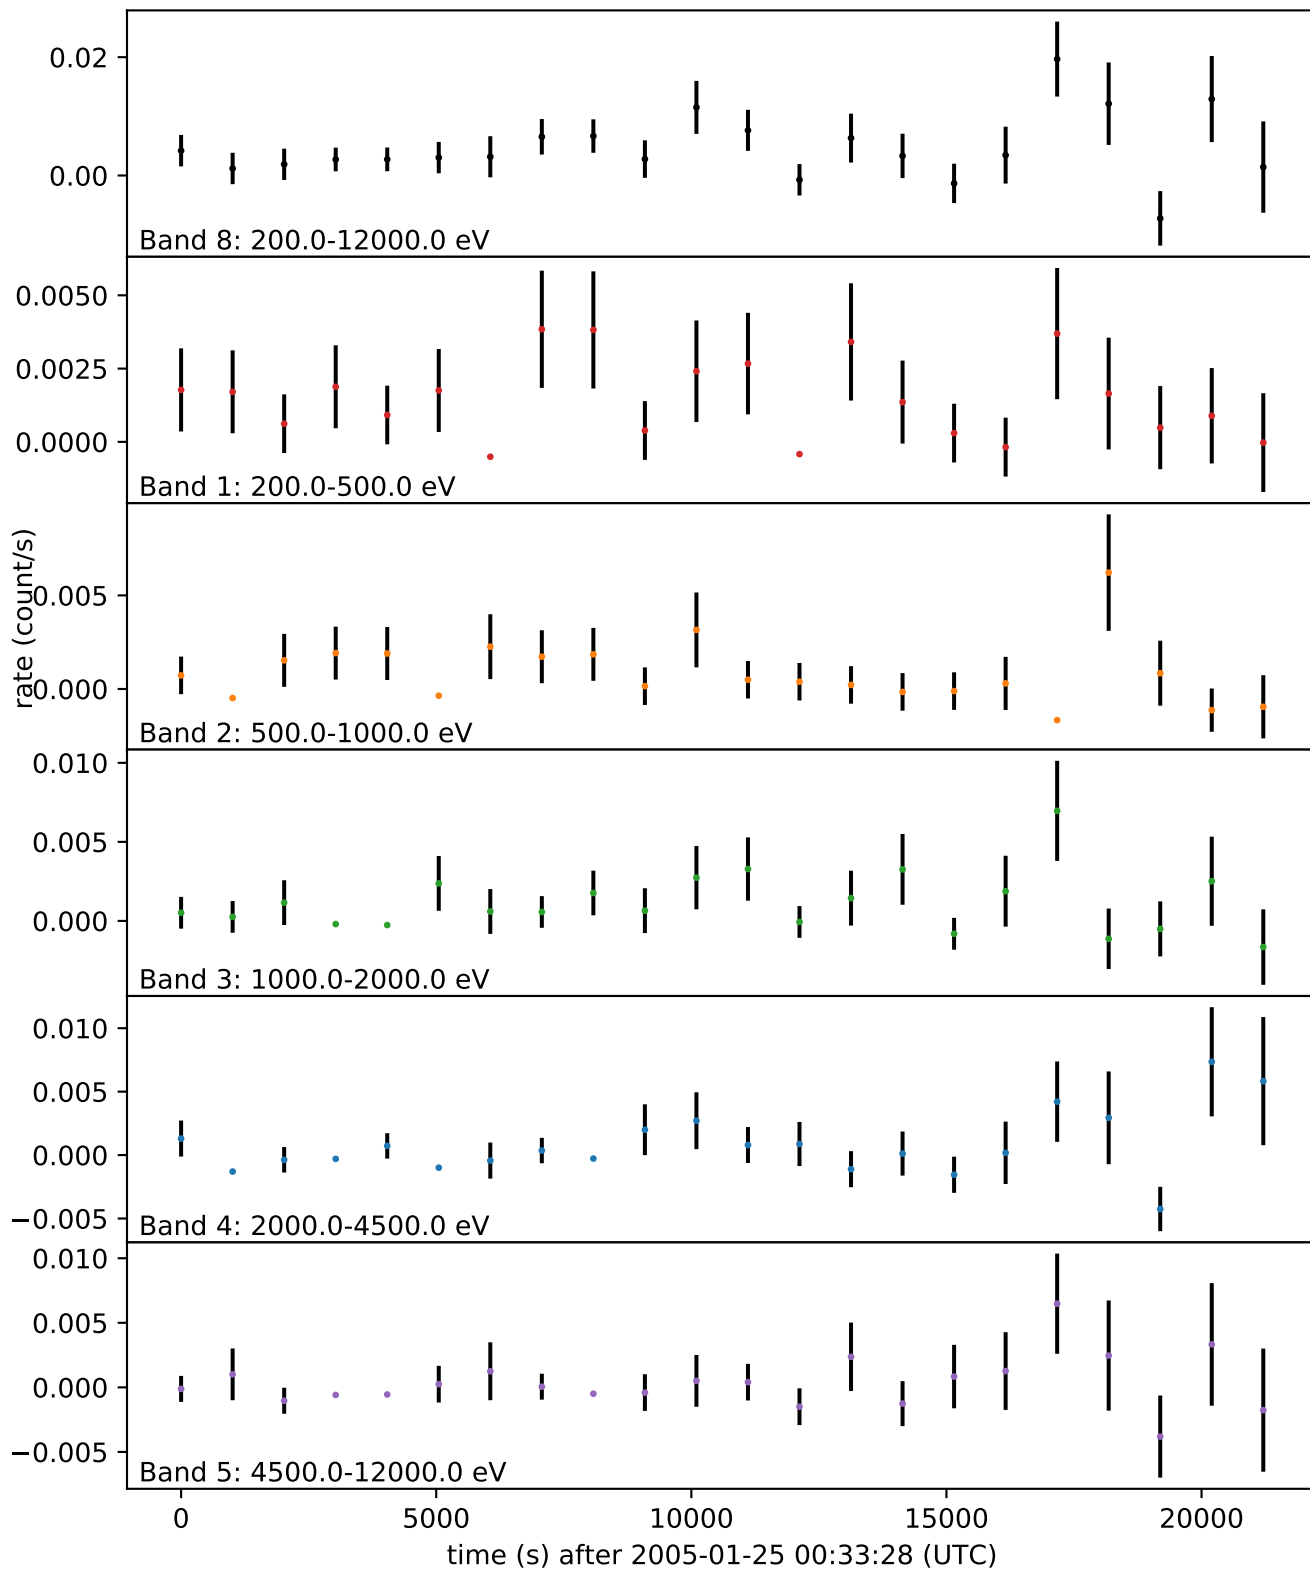 0.02
0.00
Band 8: 200.0-12000.0 eV
0.0050
0.0025
0.0000
Band 1: 200.0-500.0 eV
rate (count/s)
0.005
0.000
Band 2: 500.0-1000.0 eV
0.010
0.005
0.000
Band 3: 1000.0-2000.0 eV
0.010
0.005
0.000
−0.005
Band 4: 2000.0-4500.0 eV
0.010
0.005
0.000
−0.005
Band 5: 4500.0-12000.0 eV
0 5000 10000 15000 20000
time (s) after 2005-01-25 00:33:28 (UTC)